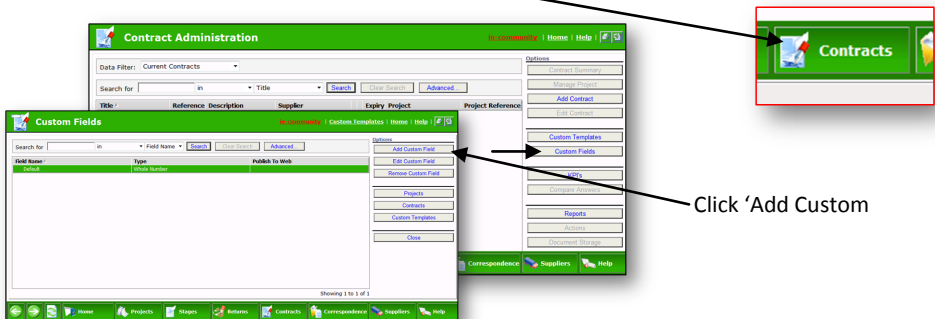 Contracts
Contract Administration
in-community | Home | Help |
Data Filter: Current Contracts
Search for in Title Search Clear Search Advanced...
Title Reference Description Supplier Expiry Project Project Reference
Options
Contract Summary
Manage Project
Add Contract
Edit Contract
Custom Templates
Custom Fields
KPI's
Compare Answers
Reports
Actions
Document Storage
Correspondence Suppliers Help
Custom Fields
in-community | Custom Templates | Home | Help |
Search for in Field Name Search Clear Search Advanced...
Field Name Type Publish To Web
Default Whole Number
Options
Add Custom Field
Edit Custom Field
Remove Custom Field
Projects
Contracts
Custom Templates
Close
Showing 1 to 1 of 1
Home Projects Stages Returns Contracts Correspondence Suppliers Help
Click ‘Add Custom